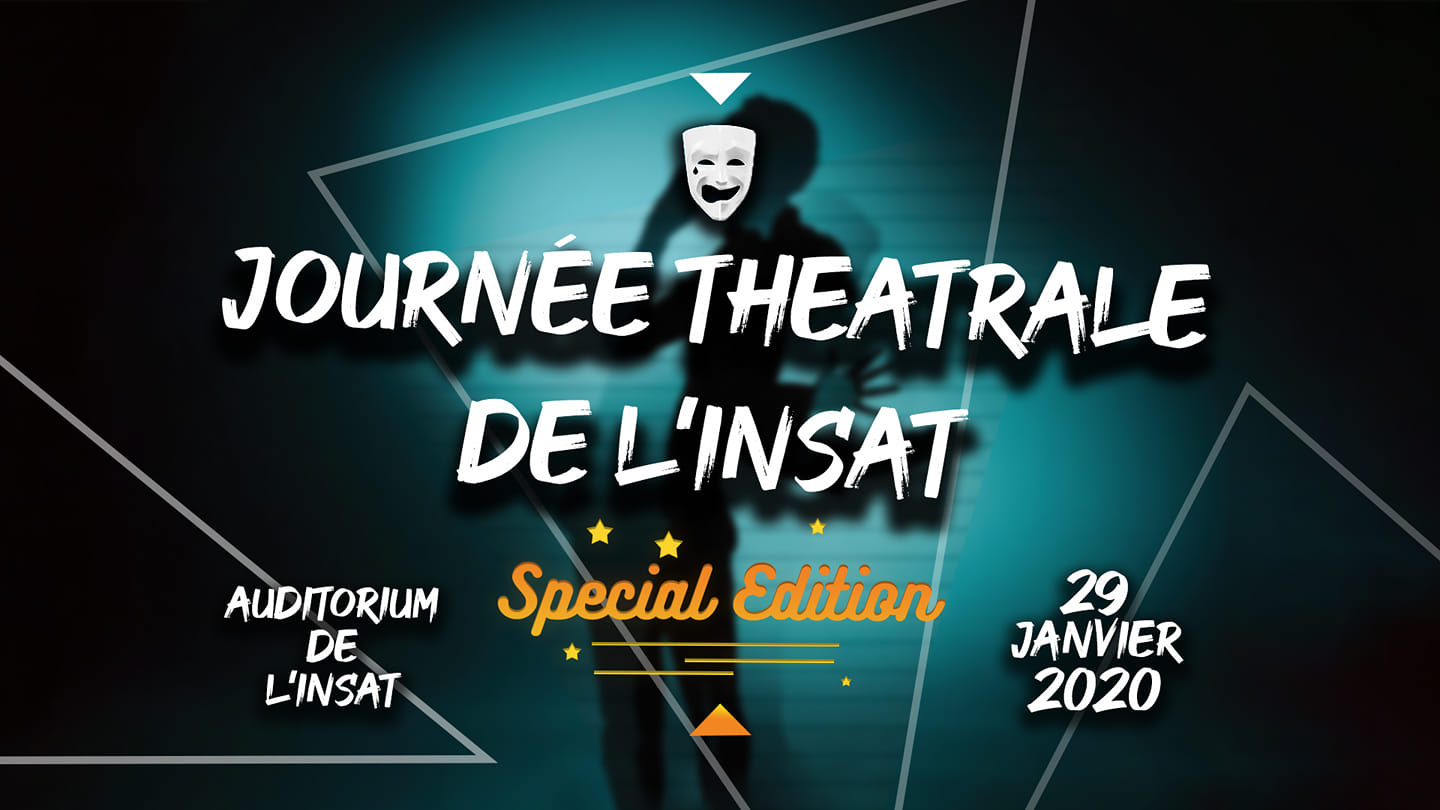 JOURNÉE THEATRALE
DE L'INSAT
Special Edition
AUDITORIUM
DE
L'INSAT
29
JANVIER
2020